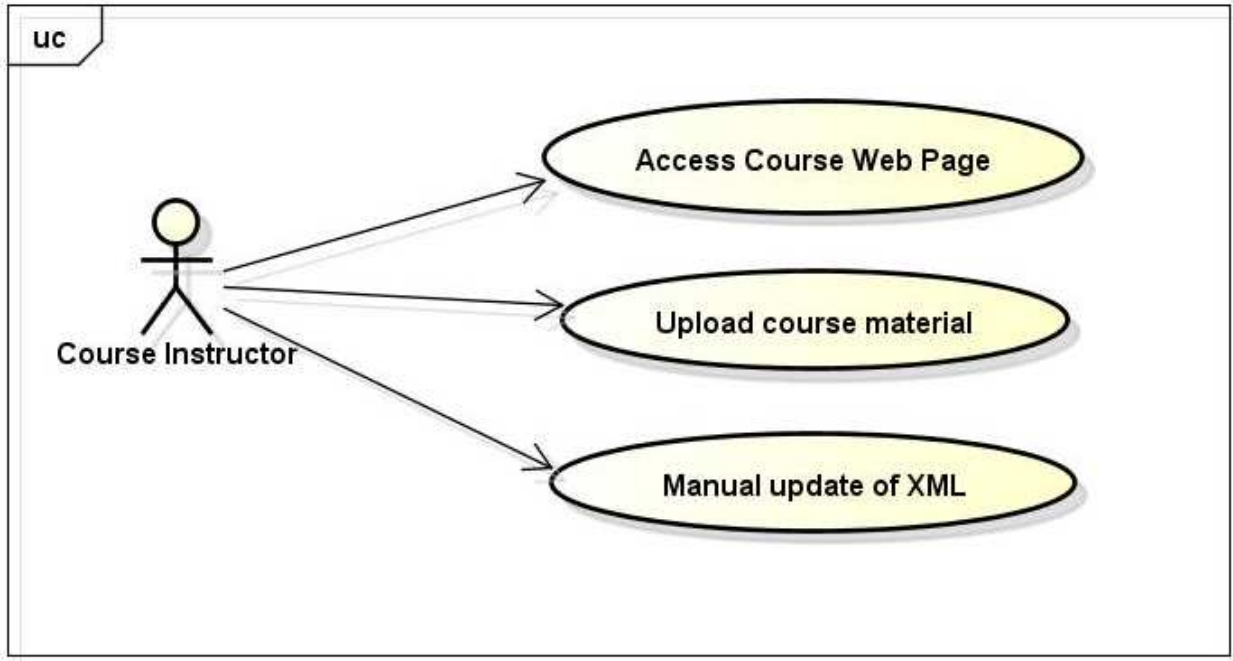 uc
Access Course Web Page
Upload course material
Course Instructor
Manual update of XML